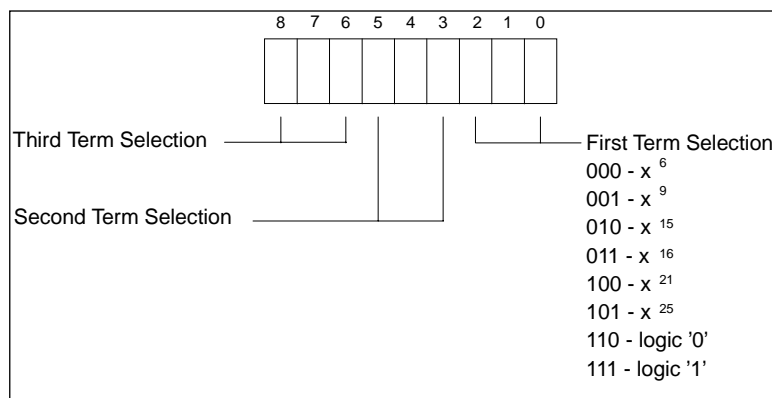 8 7 6 5 4 3 2 1 0
Third Term Selection
First Term Selection
000 - x 6
001 - x 9
Second Term Selection
010 - x 15
011 - x 16
100 - x 21
101 - x 25
110 - logic '0'
111 - logic '1'